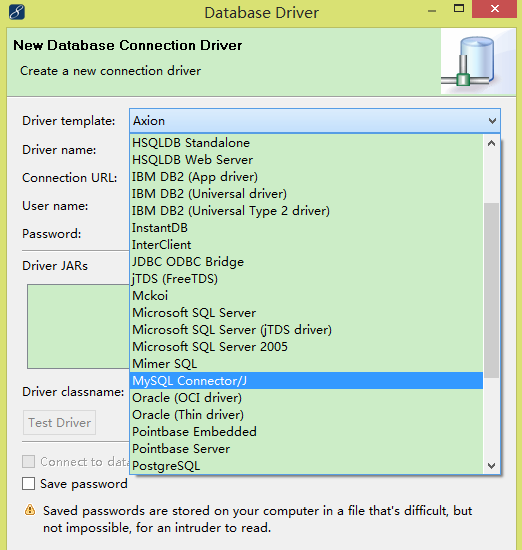 Database Driver
New Database Connection Driver
Create a new connection driver
Driver template:
Axion
Driver name:
Connection URL:
User name:
Password:
Driver JARs
HSQLDB Standalone
HSQLDB Web Server
IBM DB2 (App driver)
IBM DB2 (Universal driver)
IBM DB2 (Universal Type 2 driver)
InstantDB
InterClient
JDBC ODBC Bridge
jTDS (FreeTDS)
Mckoi
Microsoft SQL Server
Microsoft SQL Server (jTDS driver)
Microsoft SQL Server 2005
Mimer SQL
MySQL Connector/J
Oracle (OCI driver)
Oracle (Thin driver)
Pointbase Embedded
Pointbase Server
PostgreSQL
Driver classname:
Test Driver
Connect to data
Save password
Saved passwords are stored on your computer in a file that's difficult, but
not impossible, for an intruder to read.